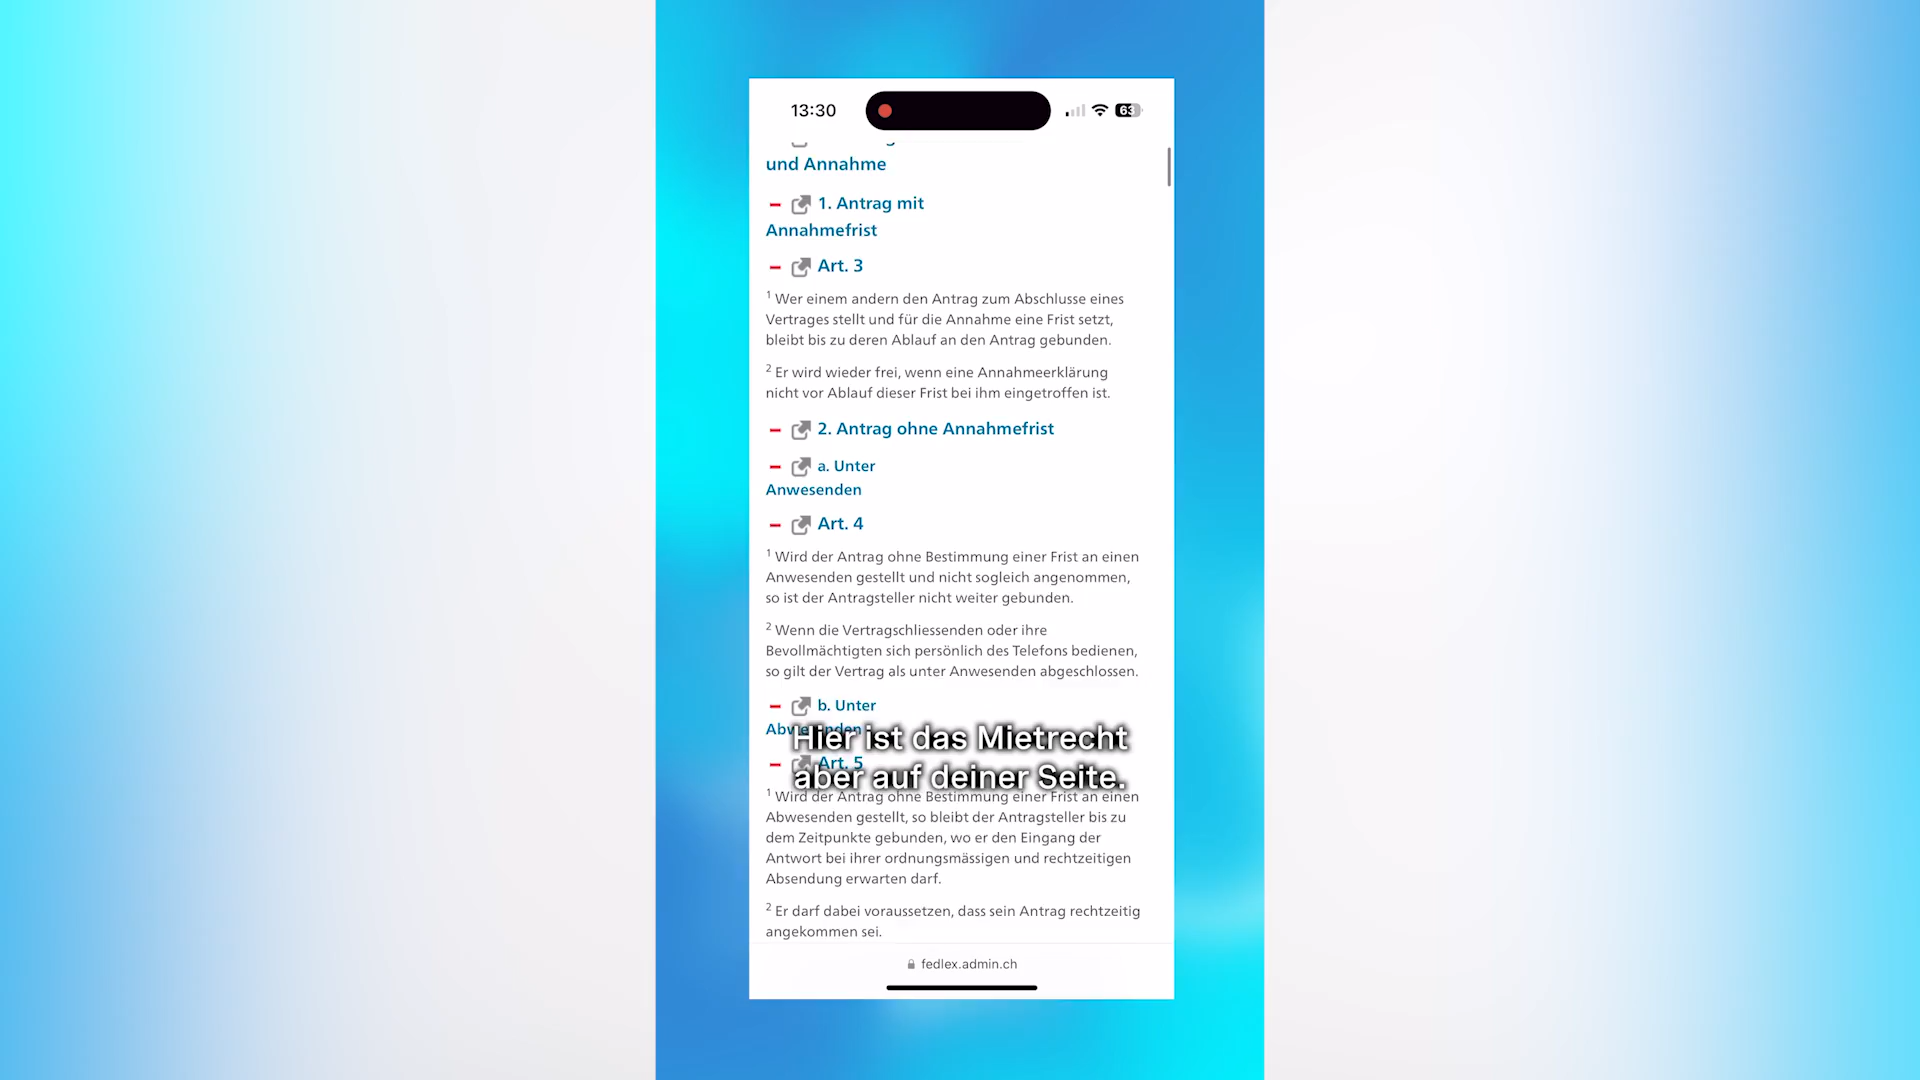 13:30
63
und Annahme
1. Antrag mit
Annahmefrist
Art. 3
1 Wer einem andern den Antrag zum Abschlusse eines
Vertrages stellt und für die Annahme eine Frist setzt,
bleibt bis zu deren Ablauf an den Antrag gebunden.
2 Er wird wieder frei, wenn eine Annahmeerklärung
nicht vor Ablauf dieser Frist bei ihm eingetroffen ist.
2. Antrag ohne Annahmefrist
a. Unter
Anwesenden
Art. 4
1 Wird der Antrag ohne Bestimmung einer Frist an einen
Anwesenden gestellt und nicht sogleich angenommen,
so ist der Antragsteller nicht weiter gebunden.
2 Wenn die Vertragschliessenden oder ihre
Bevollmächtigten sich persönlich des Telefons bedienen,
so gilt der Vertrag als unter Anwesenden abgeschlossen.
b. Unter
Abwesenden
Hier ist das Mietrecht
Art. 5
aber auf deiner Seite.
1 Wird der Antrag ohne Bestimmung einer Frist an einen
Abwesenden gestellt, so bleibt der Antragsteller bis zu
dem Zeitpunkte gebunden, wo er den Eingang der
Antwort bei ihrer ordnungsmässigen und rechtzeitigen
Absendung erwarten darf.
2 Er darf dabei voraussetzen, dass sein Antrag rechtzeitig
angekommen sei.
fedlex.admin.ch